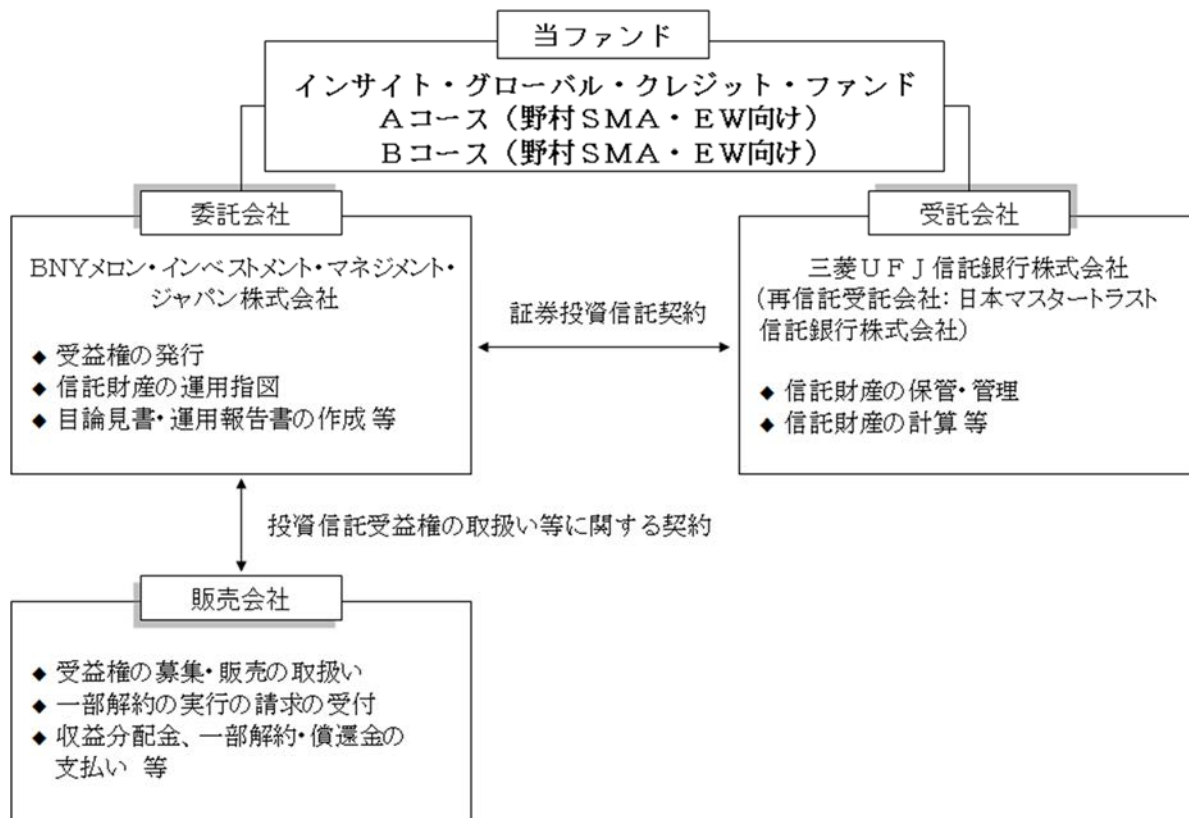 当ファンド
インサイト・グローバル・クレジット・ファンド
Ａコース（野村ＳＭＡ・ＥＷ向け）
Ｂコース（野村ＳＭＡ・ＥＷ向け）
委託会社
BNYメロン・インベストメント・マネジメント・
ジャパン株式会社
◆ 受益権の発行
◆ 信託財産の運用指図
◆ 目論見書・運用報告書の作成 等
証券投資信託契約
受託会社
三菱ＵＦＪ信託銀行株式会社
(再信託受託会社: 日本マスタートラスト
信託銀行株式会社)
◆ 信託財産の保管・管理
◆ 信託財産の計算 等
投資信託受益権の取扱い等に関する契約
販売会社
◆ 受益権の募集・販売の取扱い
◆ 一部解約の実行の請求の受付
◆ 収益分配金、一部解約・償還金の
支払い 等